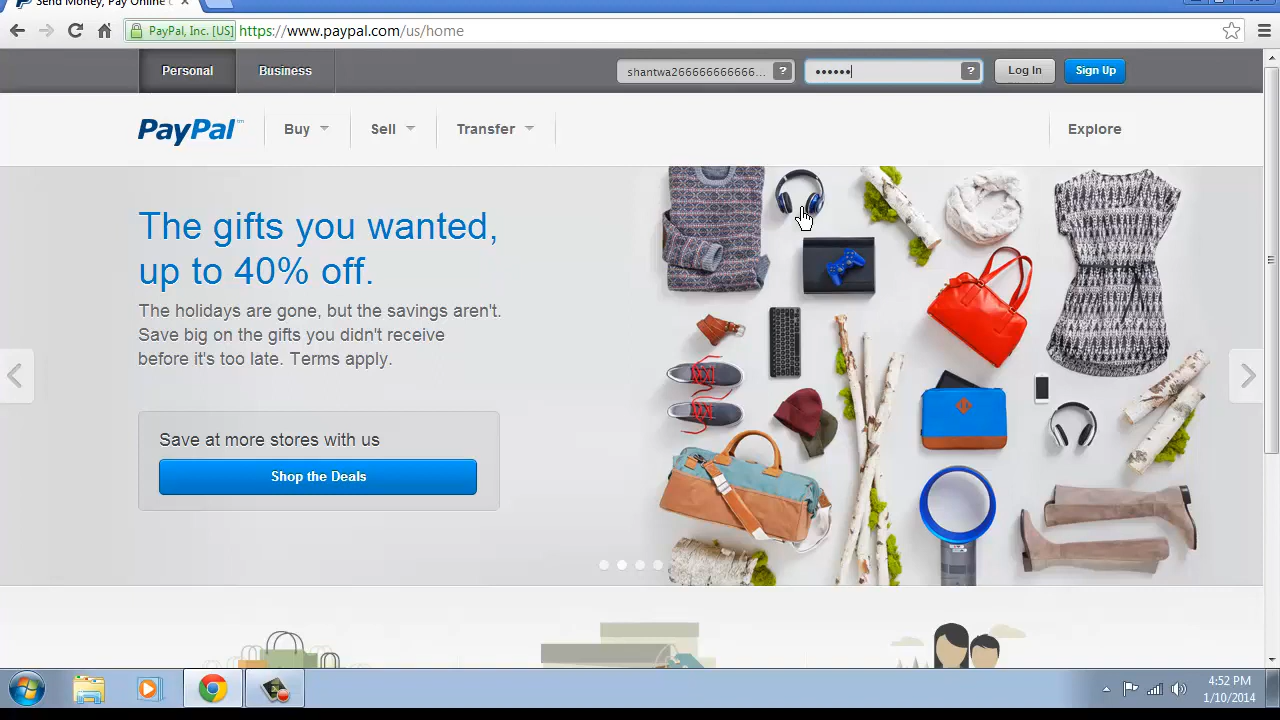 Send Money, Pay Online
PayPal, Inc. [US] https://www.paypal.com/us/home
Personal Business shantwa266666666666... ? •••••• ? Log In Sign Up
PayPal™ Buy Sell Transfer Explore
The gifts you wanted,
up to 40% off.
The holidays are gone, but the savings aren't.
Save big on the gifts you didn't receive
before it's too late. Terms apply.
Save at more stores with us
Shop the Deals
4:52 PM
1/10/2014